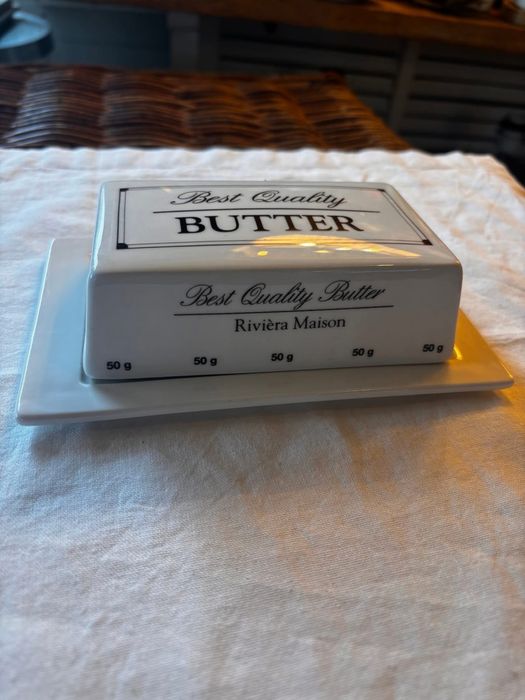 Best Quality
BUTTER
Best Quality Butter
Rivièra Maison
50 g 50 g 50 g 50 g 50 g